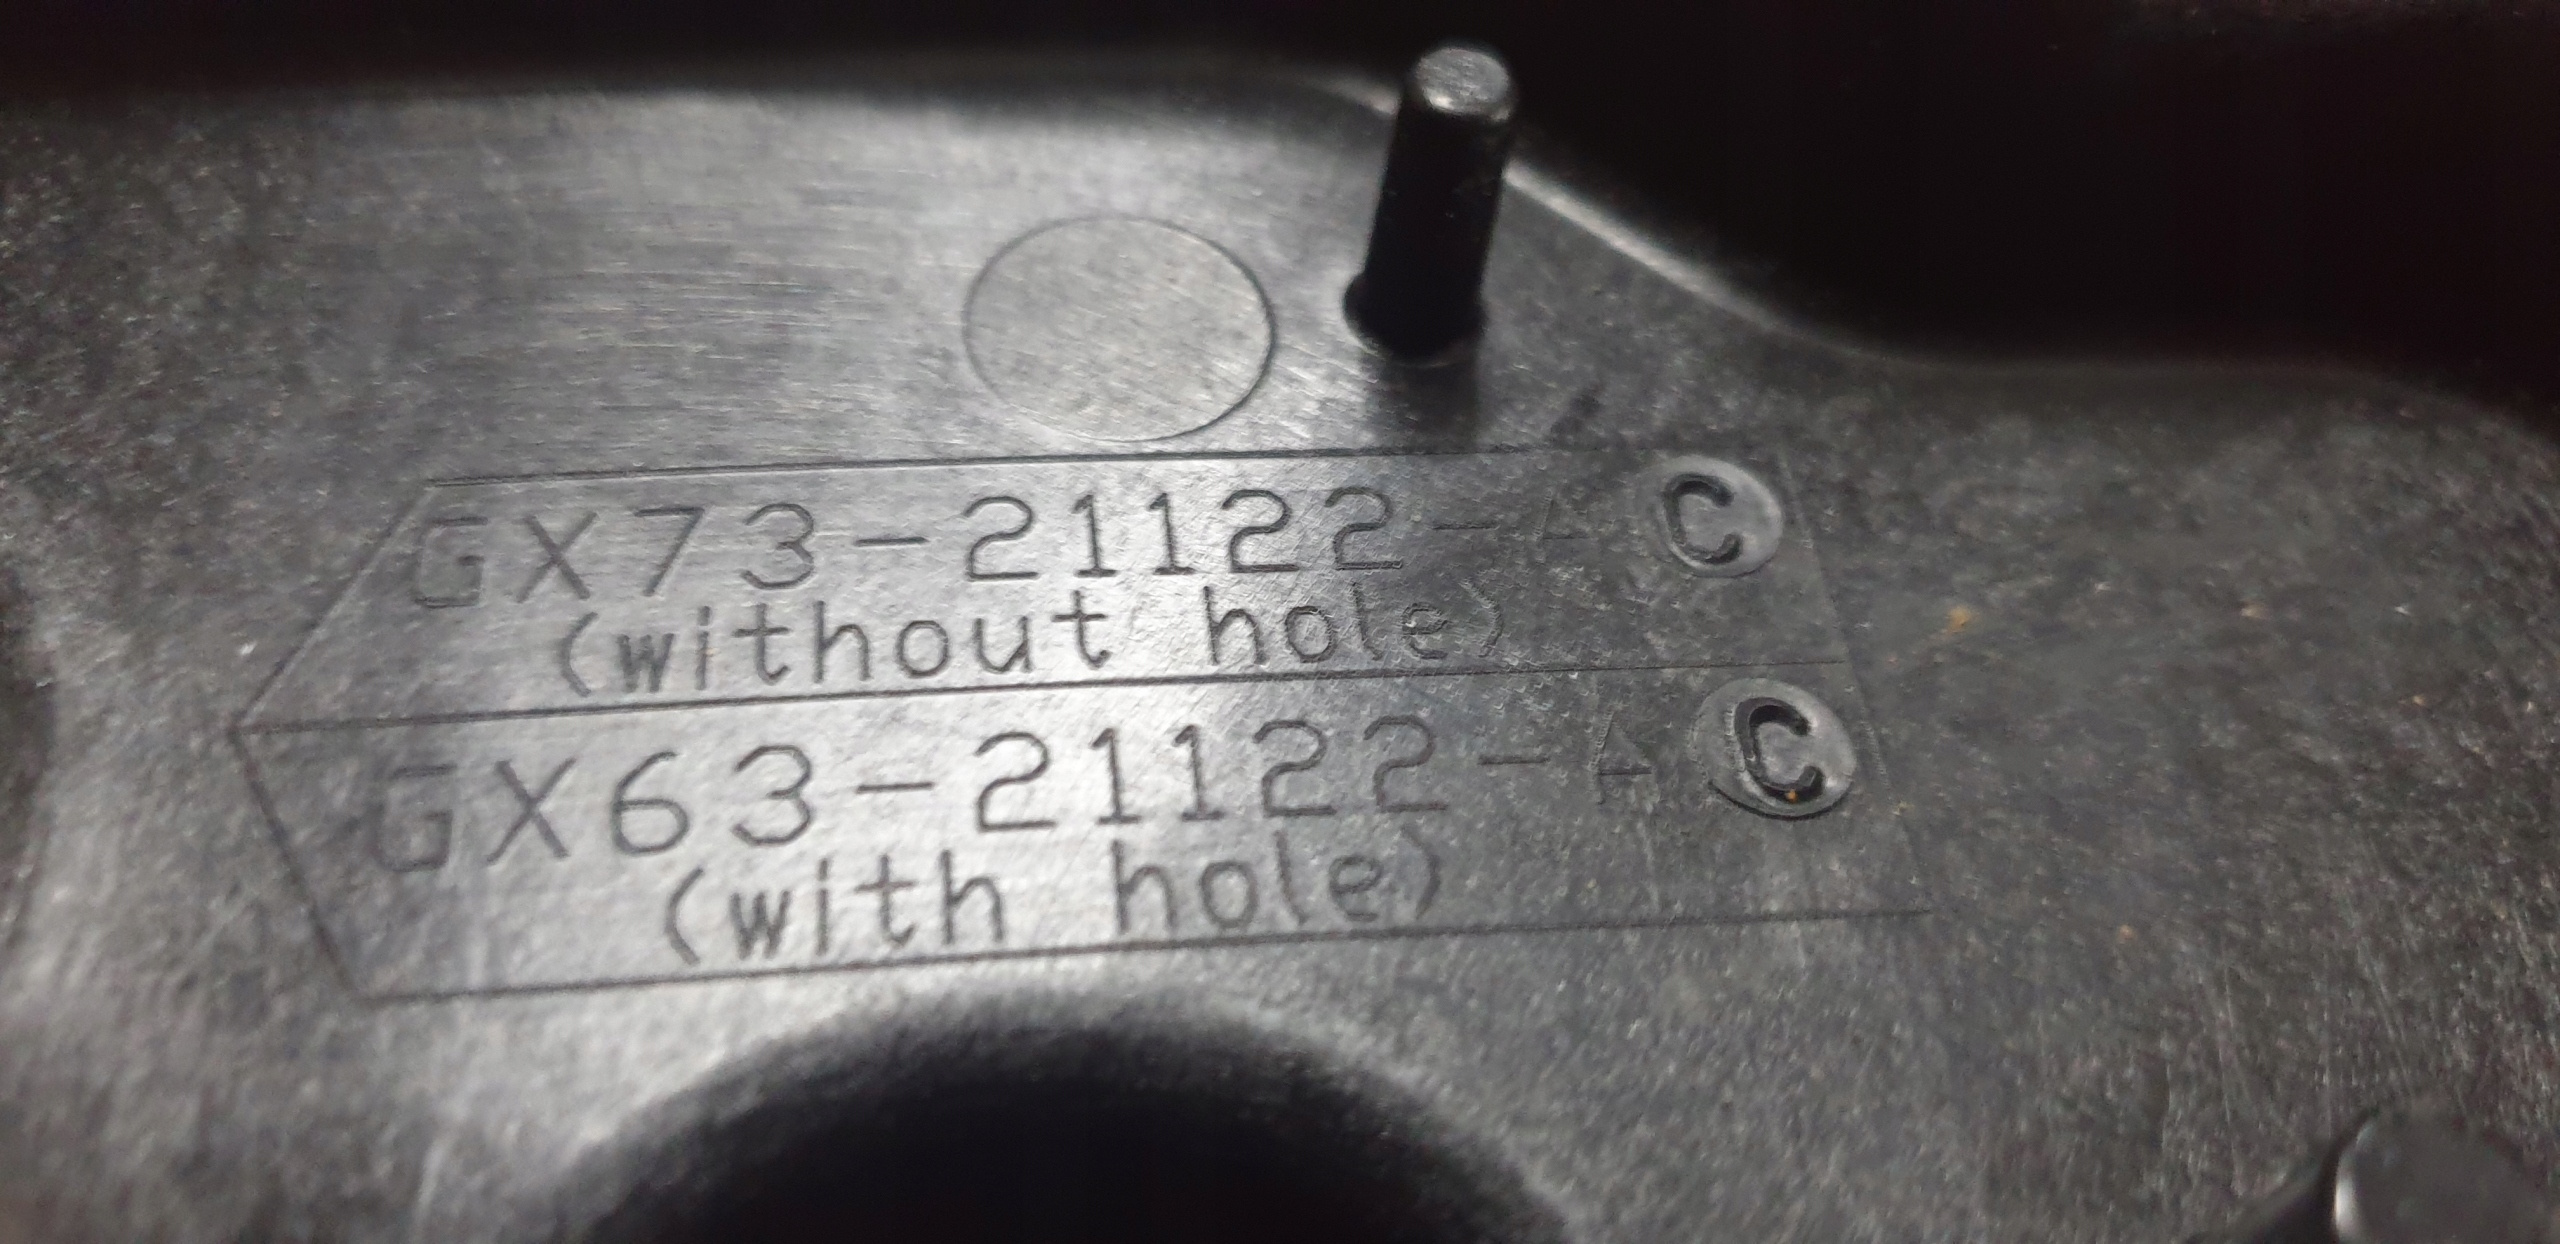 GX73-21122-A C
(without hole)
GX63-21122-A C
(with hole)